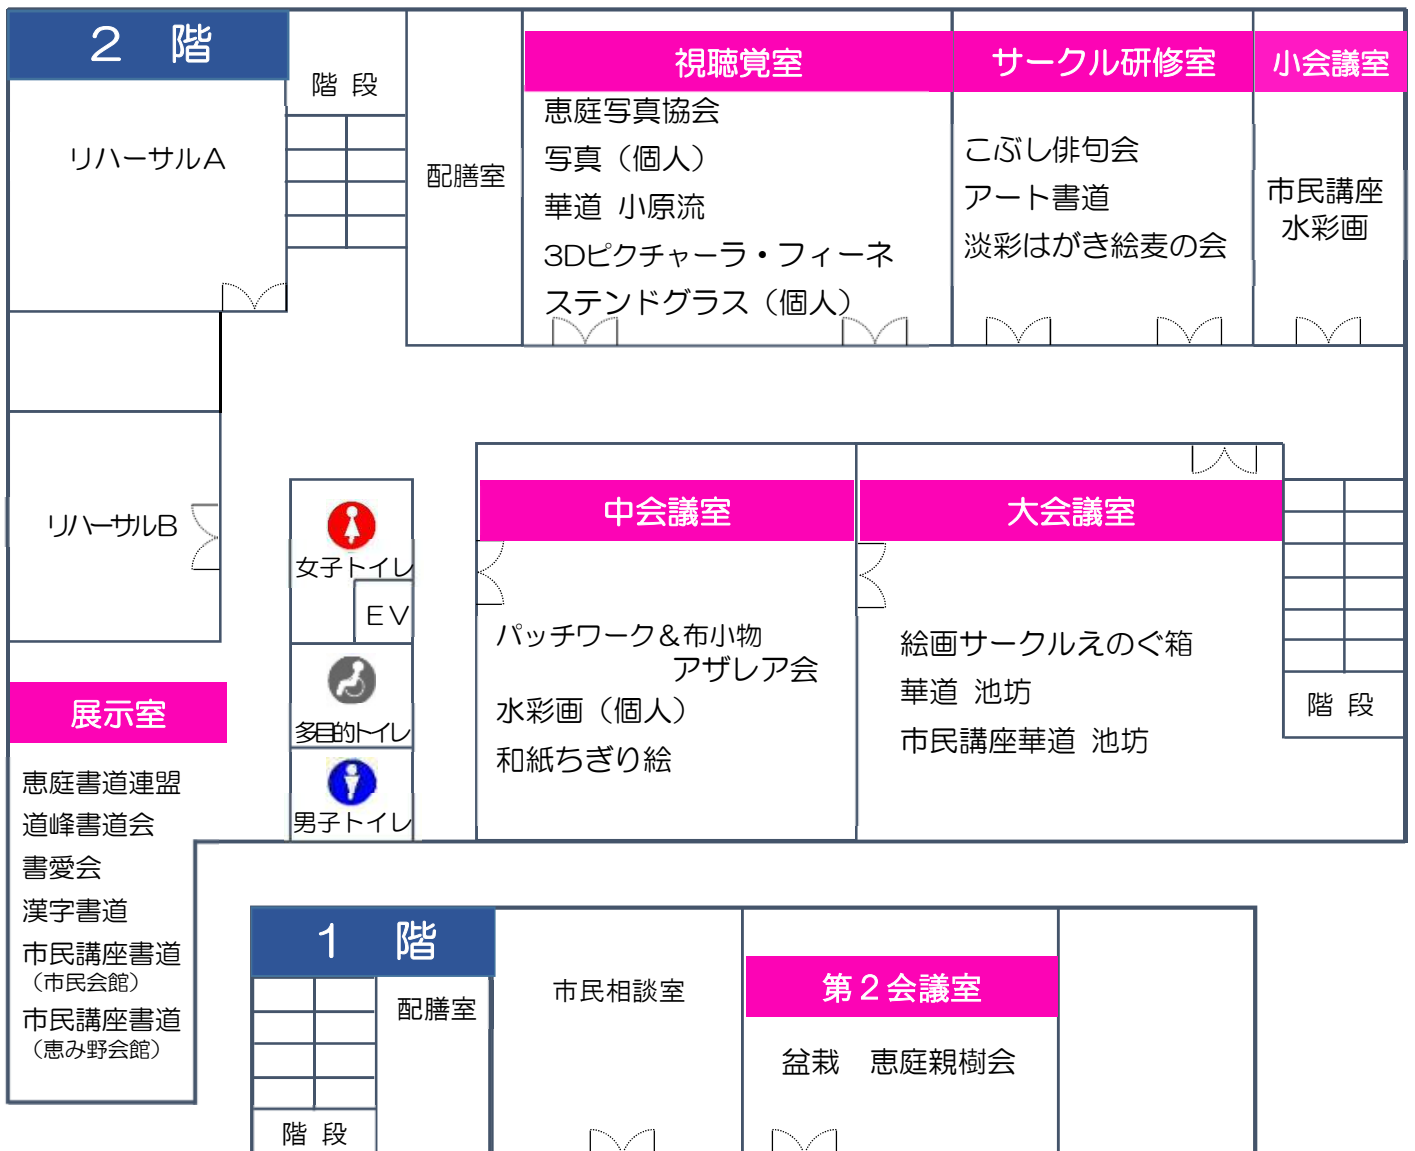 ２　階
階 段
リハーサルA
配膳室
視聴覚室
恵庭写真協会
写真（個人）
華道 小原流
3Dピクチャーラ・フィーネ
ステンドグラス（個人）
サークル研修室
こぶし俳句会
アート書道
淡彩はがき絵麦の会
小会議室
市民講座
水彩画
リハーサルB
女子トイレ
ＥＶ
多目的トイレ
男子トイレ
中会議室
パッチワーク＆布小物
アザレア会
水彩画（個人）
和紙ちぎり絵
大会議室
絵画サークルえのぐ箱
華道 池坊
市民講座華道 池坊
階 段
展示室
恵庭書道連盟
道峰書道会
書愛会
漢字書道
市民講座書道
（市民会館）
市民講座書道
（恵み野会館）
１　階
配膳室
階 段
市民相談室
第２会議室
盆栽　恵庭親樹会